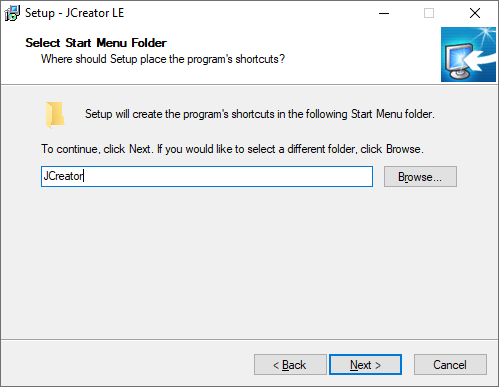 Setup - JCreator LE
Select Start Menu Folder
Where should Setup place the program's shortcuts?
Setup will create the program's shortcuts in the following Start Menu folder.
To continue, click Next. If you would like to select a different folder, click Browse.
JCreator
Browse...
< Back
Next >
Cancel